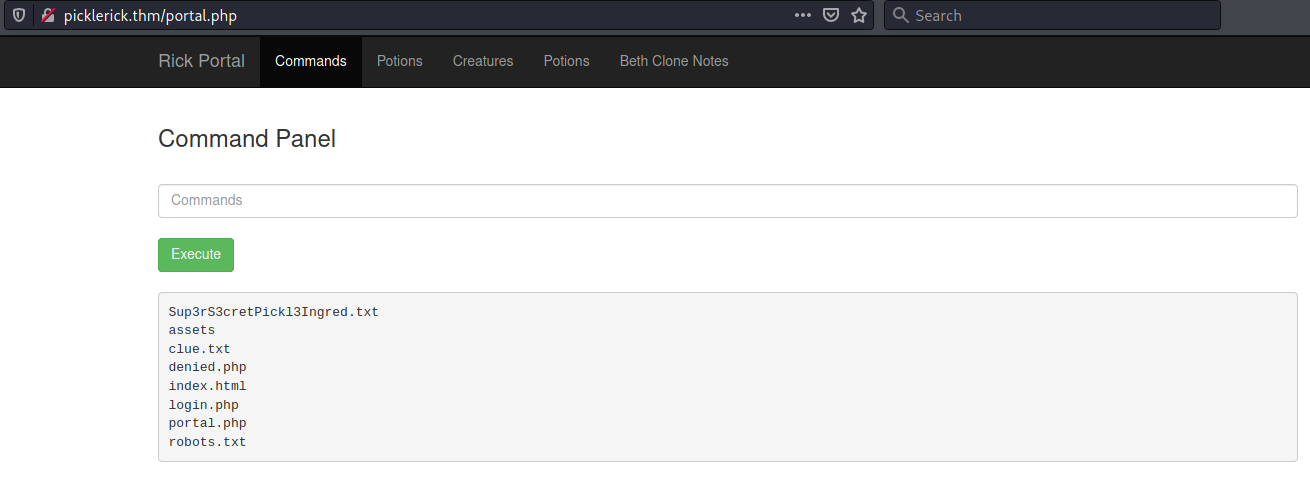 picklerick.thm/portal.php
Search
Rick Portal Commands Potions Creatures Potions Beth Clone Notes
Command Panel
Commands
Execute
Sup3rS3cretPickl3Ingred.txt
assets
clue.txt
denied.php
index.html
login.php
portal.php
robots.txt